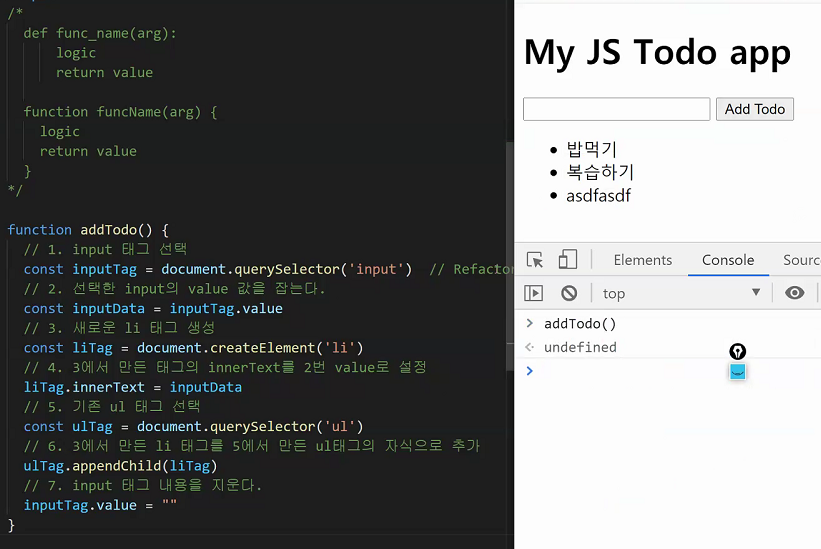 /*
def func_name(arg):
logic
return value
function funcName(arg) {
logic
return value
}
*/
function addTodo() {
// 1. input 태그 선택
const inputTag = document.querySelector('input')  // Refactor
// 2. 선택한 input의 value 값을 잡는다.
const inputData = inputTag.value
// 3. 새로운 li 태그 생성
const liTag = document.createElement('li')
// 4. 3에서 만든 태그의 innerText를 2번 value로 설정
liTag.innerText = inputData
// 5. 기존 ul 태그 선택
const ulTag = document.querySelector('ul')
// 6. 3에서 만든 li 태그를 5에서 만든 ul태그의 자식으로 추가
ulTag.appendChild(liTag)
// 7. input 태그 내용을 지운다.
inputTag.value = ""
}
My JS Todo app
Add Todo
밥먹기
복습하기
asdfasdf
Elements Console Sourc
top
addTodo()
undefined